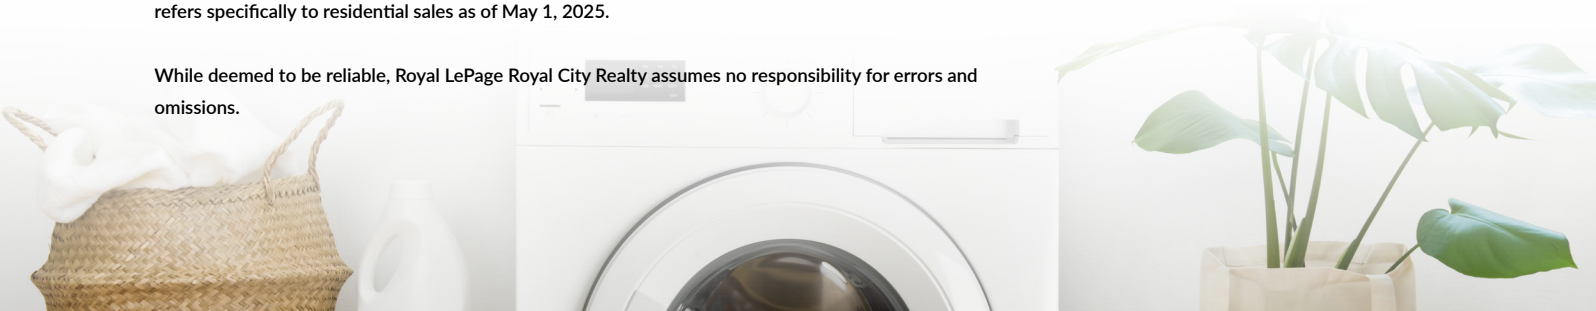 refers specifically to residential sales as of May 1, 2025.
While deemed to be reliable, Royal LePage Royal City Realty assumes no responsibility for errors and
omissions.